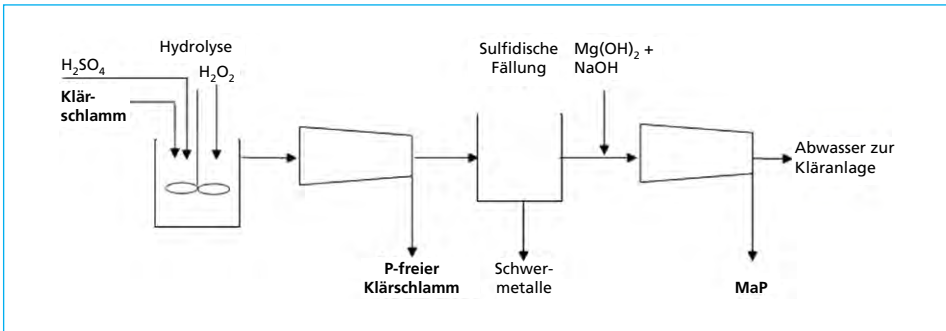 Hydrolyse
H₂SO₄
H₂O₂
Klär-
schlamm
Sulfidische
Fällung
Mg(OH)₂ +
NaOH
Abwasser zur
Kläranlage
P-freier
Klärschlamm
Schwer-
metalle
MaP